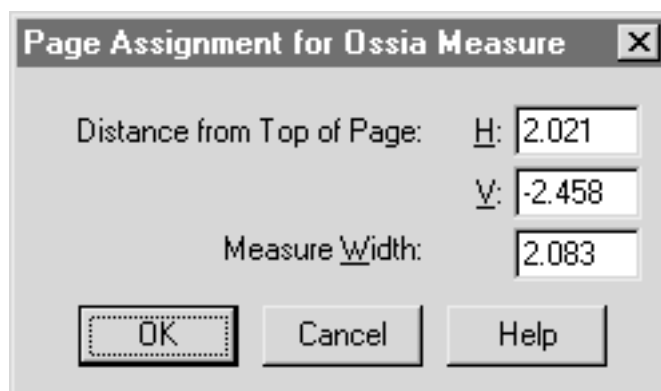 Page Assignment for Ossia Measure
Distance from Top of Page: H: 2.021
V: -2.458
Measure Width: 2.083
OK Cancel Help